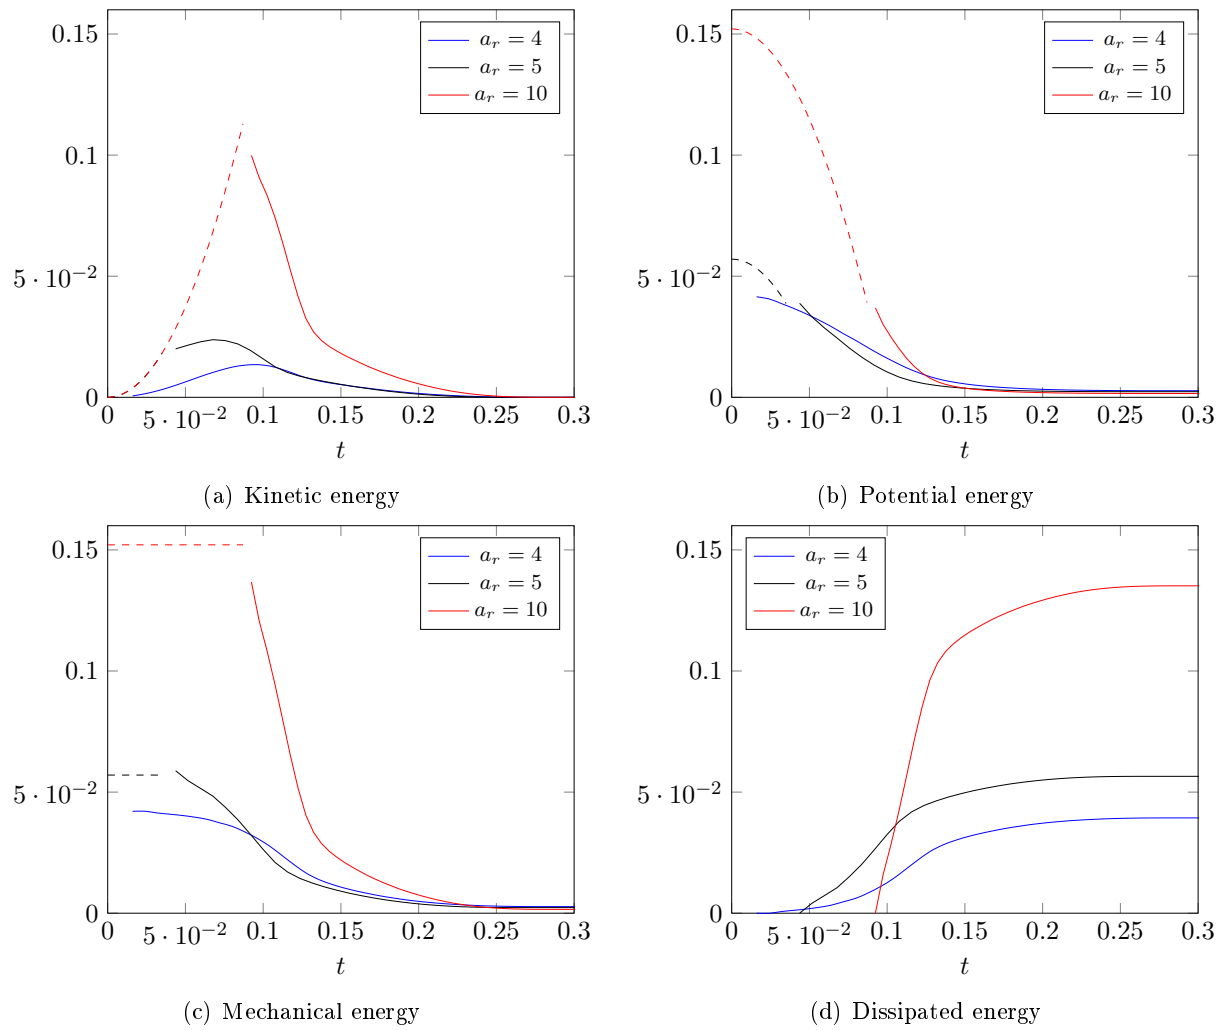 0.15
0.1
5 · 10⁻²
0
0 5 · 10⁻² 0.1 0.15 0.2 0.25 0.3
t
a_r = 4
a_r = 5
a_r = 10
(a) Kinetic energy
0.15
0.1
5 · 10⁻²
0
0 5 · 10⁻² 0.1 0.15 0.2 0.25 0.3
t
a_r = 4
a_r = 5
a_r = 10
(b) Potential energy
0.15
0.1
5 · 10⁻²
0
0 5 · 10⁻² 0.1 0.15 0.2 0.25 0.3
t
a_r = 4
a_r = 5
a_r = 10
(c) Mechanical energy
0.15
0.1
5 · 10⁻²
0
0 5 · 10⁻² 0.1 0.15 0.2 0.25 0.3
t
a_r = 4
a_r = 5
a_r = 10
(d) Dissipated energy